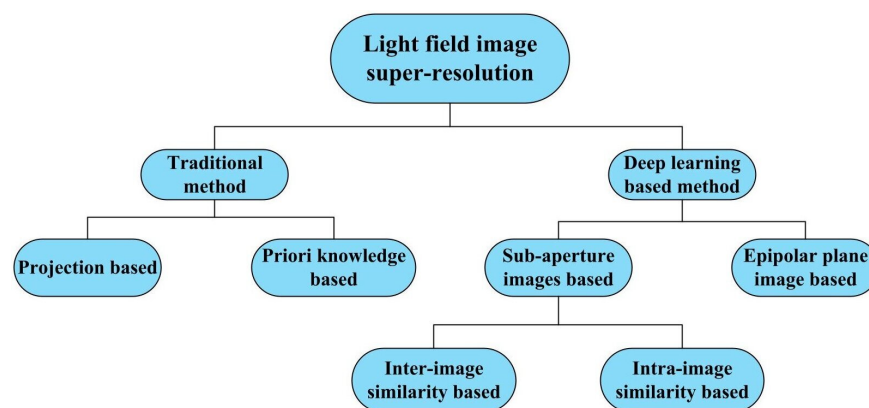 Light field image
super-resolution
Traditional
method
Deep learning
based method
Projection based
Priori knowledge
based
Sub-aperture
images based
Epipolar plane
image based
Inter-image
similarity based
Intra-image
similarity based